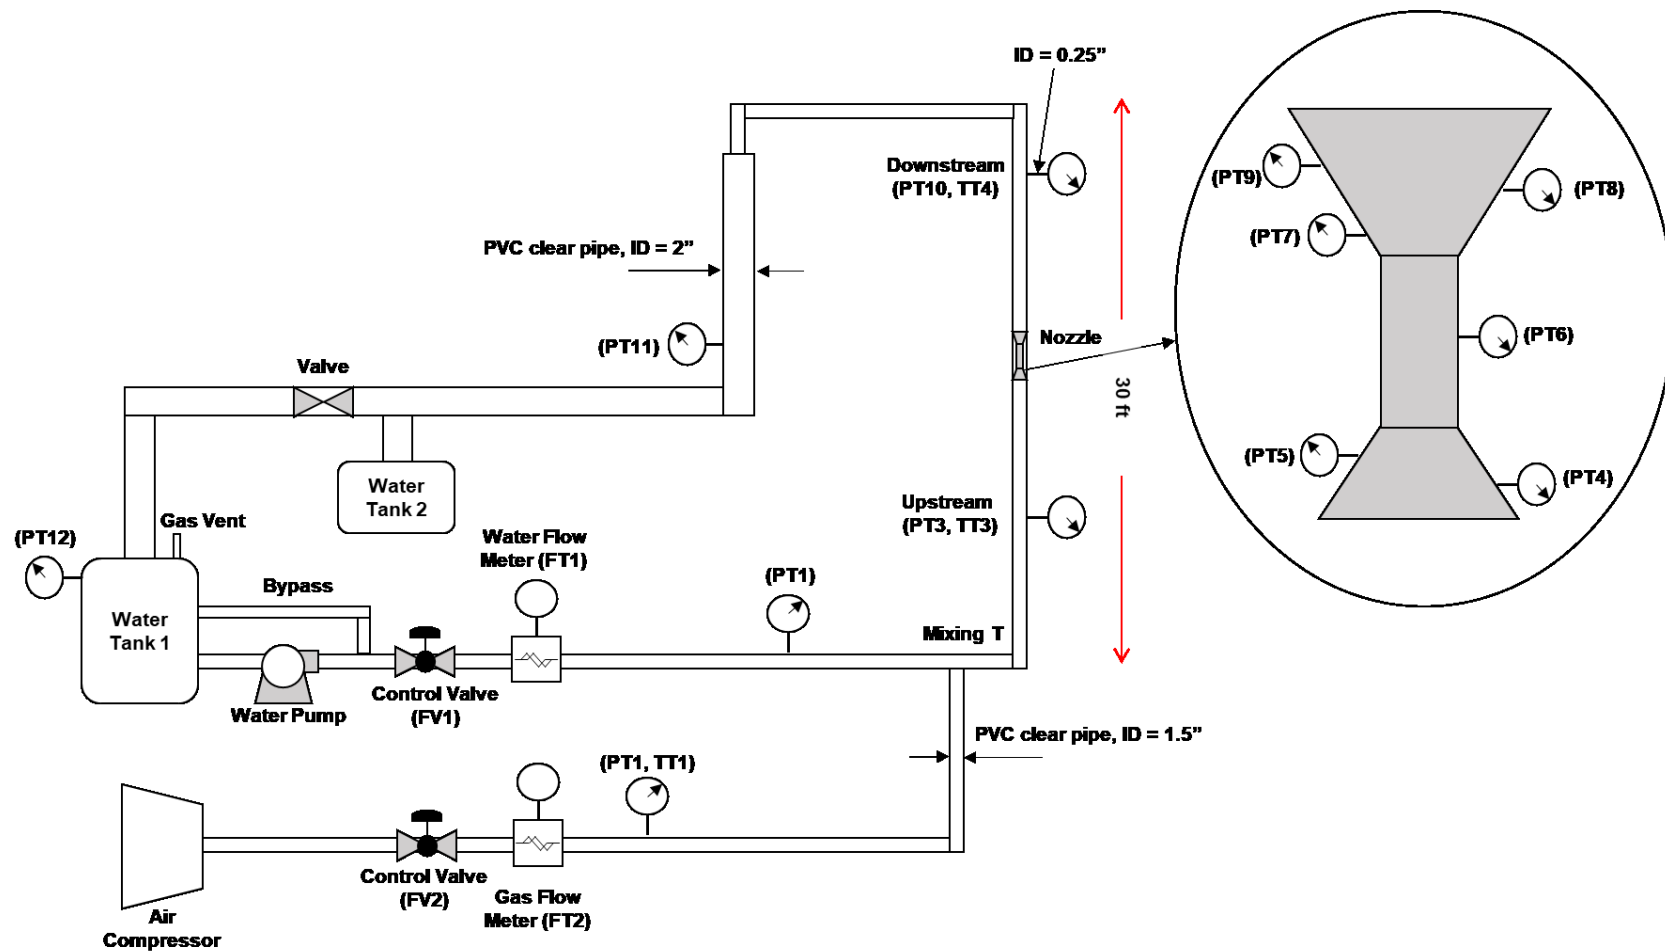 ID = 0.25”
Downstream
(PT10, TT4)
(PT9)
(PT8)
(PT7)
PVC clear pipe, ID = 2”
(PT11)
Nozzle
(PT6)
Valve
30 ft
(PT5)
(PT4)
Water
Tank 2
Upstream
(PT3, TT3)
Gas Vent
(PT12)
Water Flow
Meter (FT1)
Bypass
(PT1)
Water
Tank 1
Mixing T
Control Valve
(FV1)
Water Pump
PVC clear pipe, ID = 1.5”
(PT1, TT1)
Control Valve
(FV2)
Gas Flow
Meter (FT2)
Air
Compressor